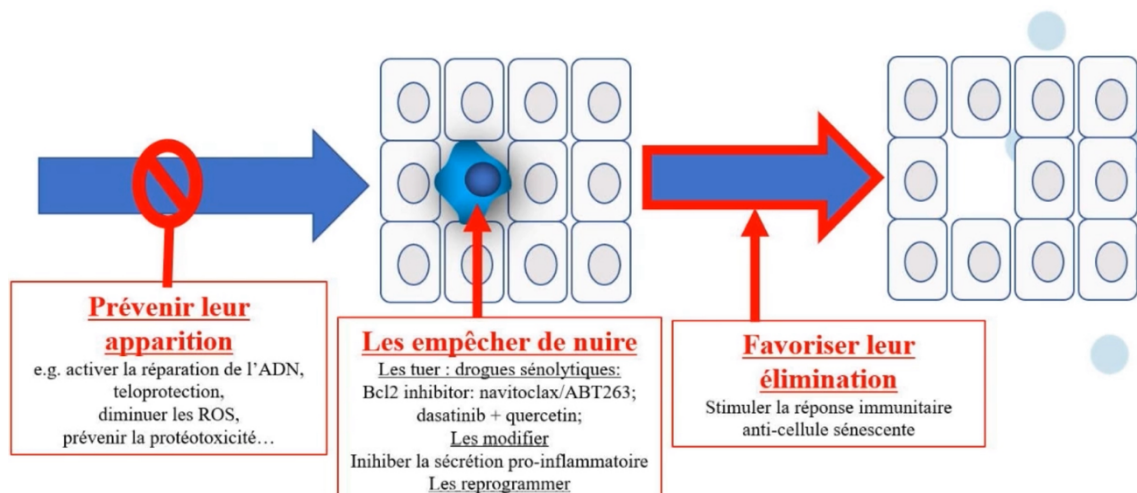 Prévenir leur
apparition
e.g. activer la réparation de l’ADN,
teloprotection,
diminuer les ROS,
prévenir la protéotoxicité…
Les empêcher de nuire
Les tuer : drogues sénolytiques:
Bcl2 inhibitor: navitoclax/ABT263;
dasatinib + quercetin;
Les modifier
Inihiber la sécrétion pro-inflammatoire
Les reprogrammer
Favoriser leur
élimination
Stimuler la réponse immunitaire
anti-cellule sénescente